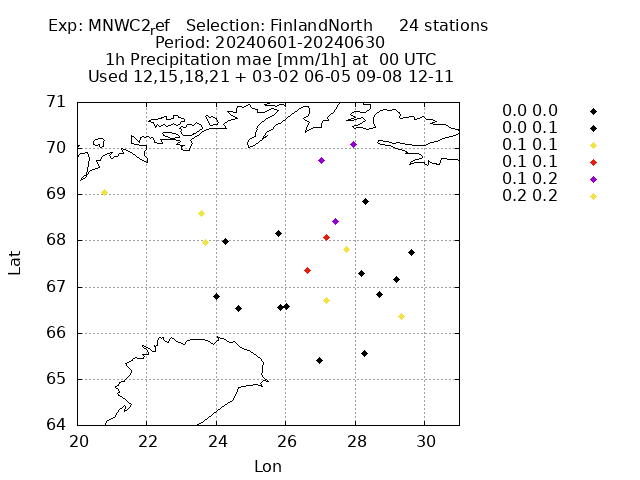 Exp: MNWC2ref Selection: FinlandNorth 24 stations
Period: 20240601-20240630
1h Precipitation mae [mm/1h] at 00 UTC
Used 12,15,18,21 + 03-02 06-05 09-08 12-11
71
70
69
68
67
66
65
64
20 22 24 26 28 30
Lat
Lon
0.0 0.0
0.0 0.1
0.1 0.1
0.1 0.1
0.1 0.2
0.2 0.2